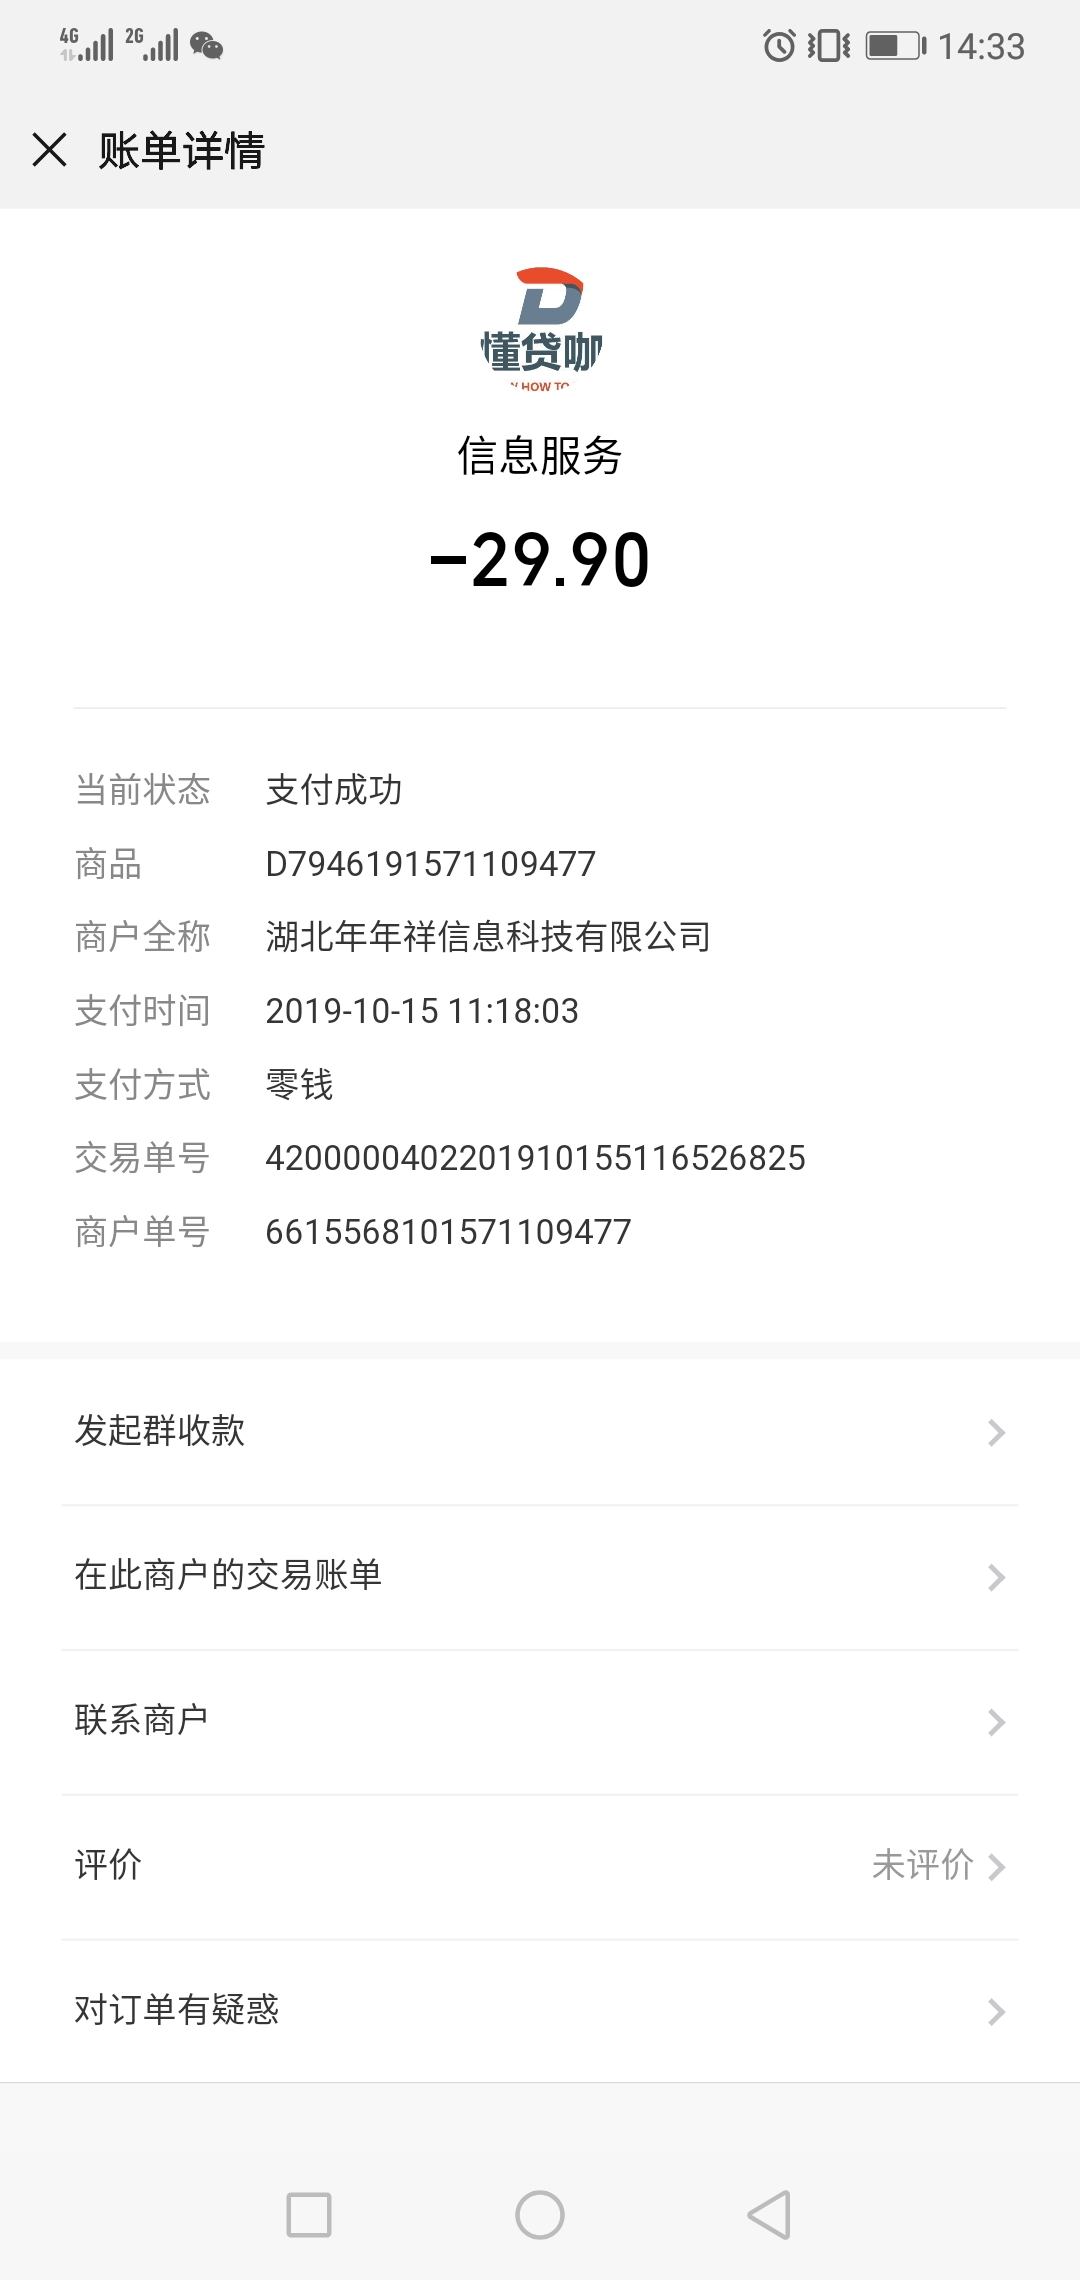 4G 2G 14:33
账单详情
懂贷咖
HOW TO
信息服务
-29.90
当前状态 支付成功
商品 D7946191571109477
商户全称 湖北年年祥信息科技有限公司
支付时间 2019-10-15 11:18:03
支付方式 零钱
交易单号 4200000402201910155116526825
商户单号 6615568101571109477
发起群收款
在此商户的交易账单
联系商户
评价 未评价
对订单有疑惑